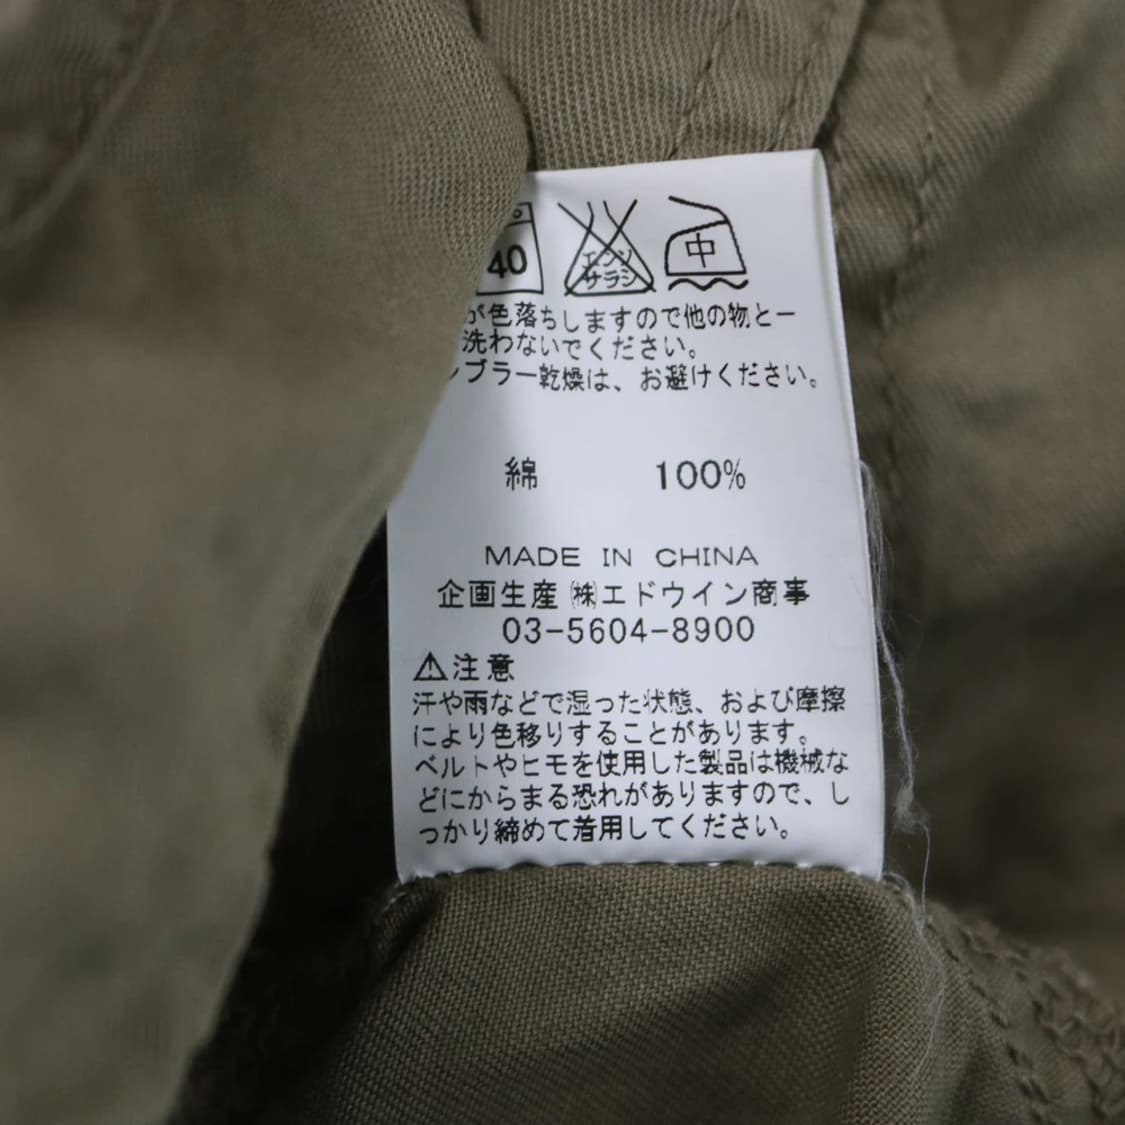 40 エンソ 中
サラシ
が色落ちしますので他の物と一
洗わないでください。
ンブラー乾燥は、お避けください。
綿 100%
MADE IN CHINA
企画生産 ㈱エドウイン商事
03-5604-8900
⚠注意
汗や雨などで湿った状態、および摩擦
により色移りすることがあります。
ベルトやヒモを使用した製品は機械な
どにからまる恐れがありますので、し
っかり締めて着用してください。